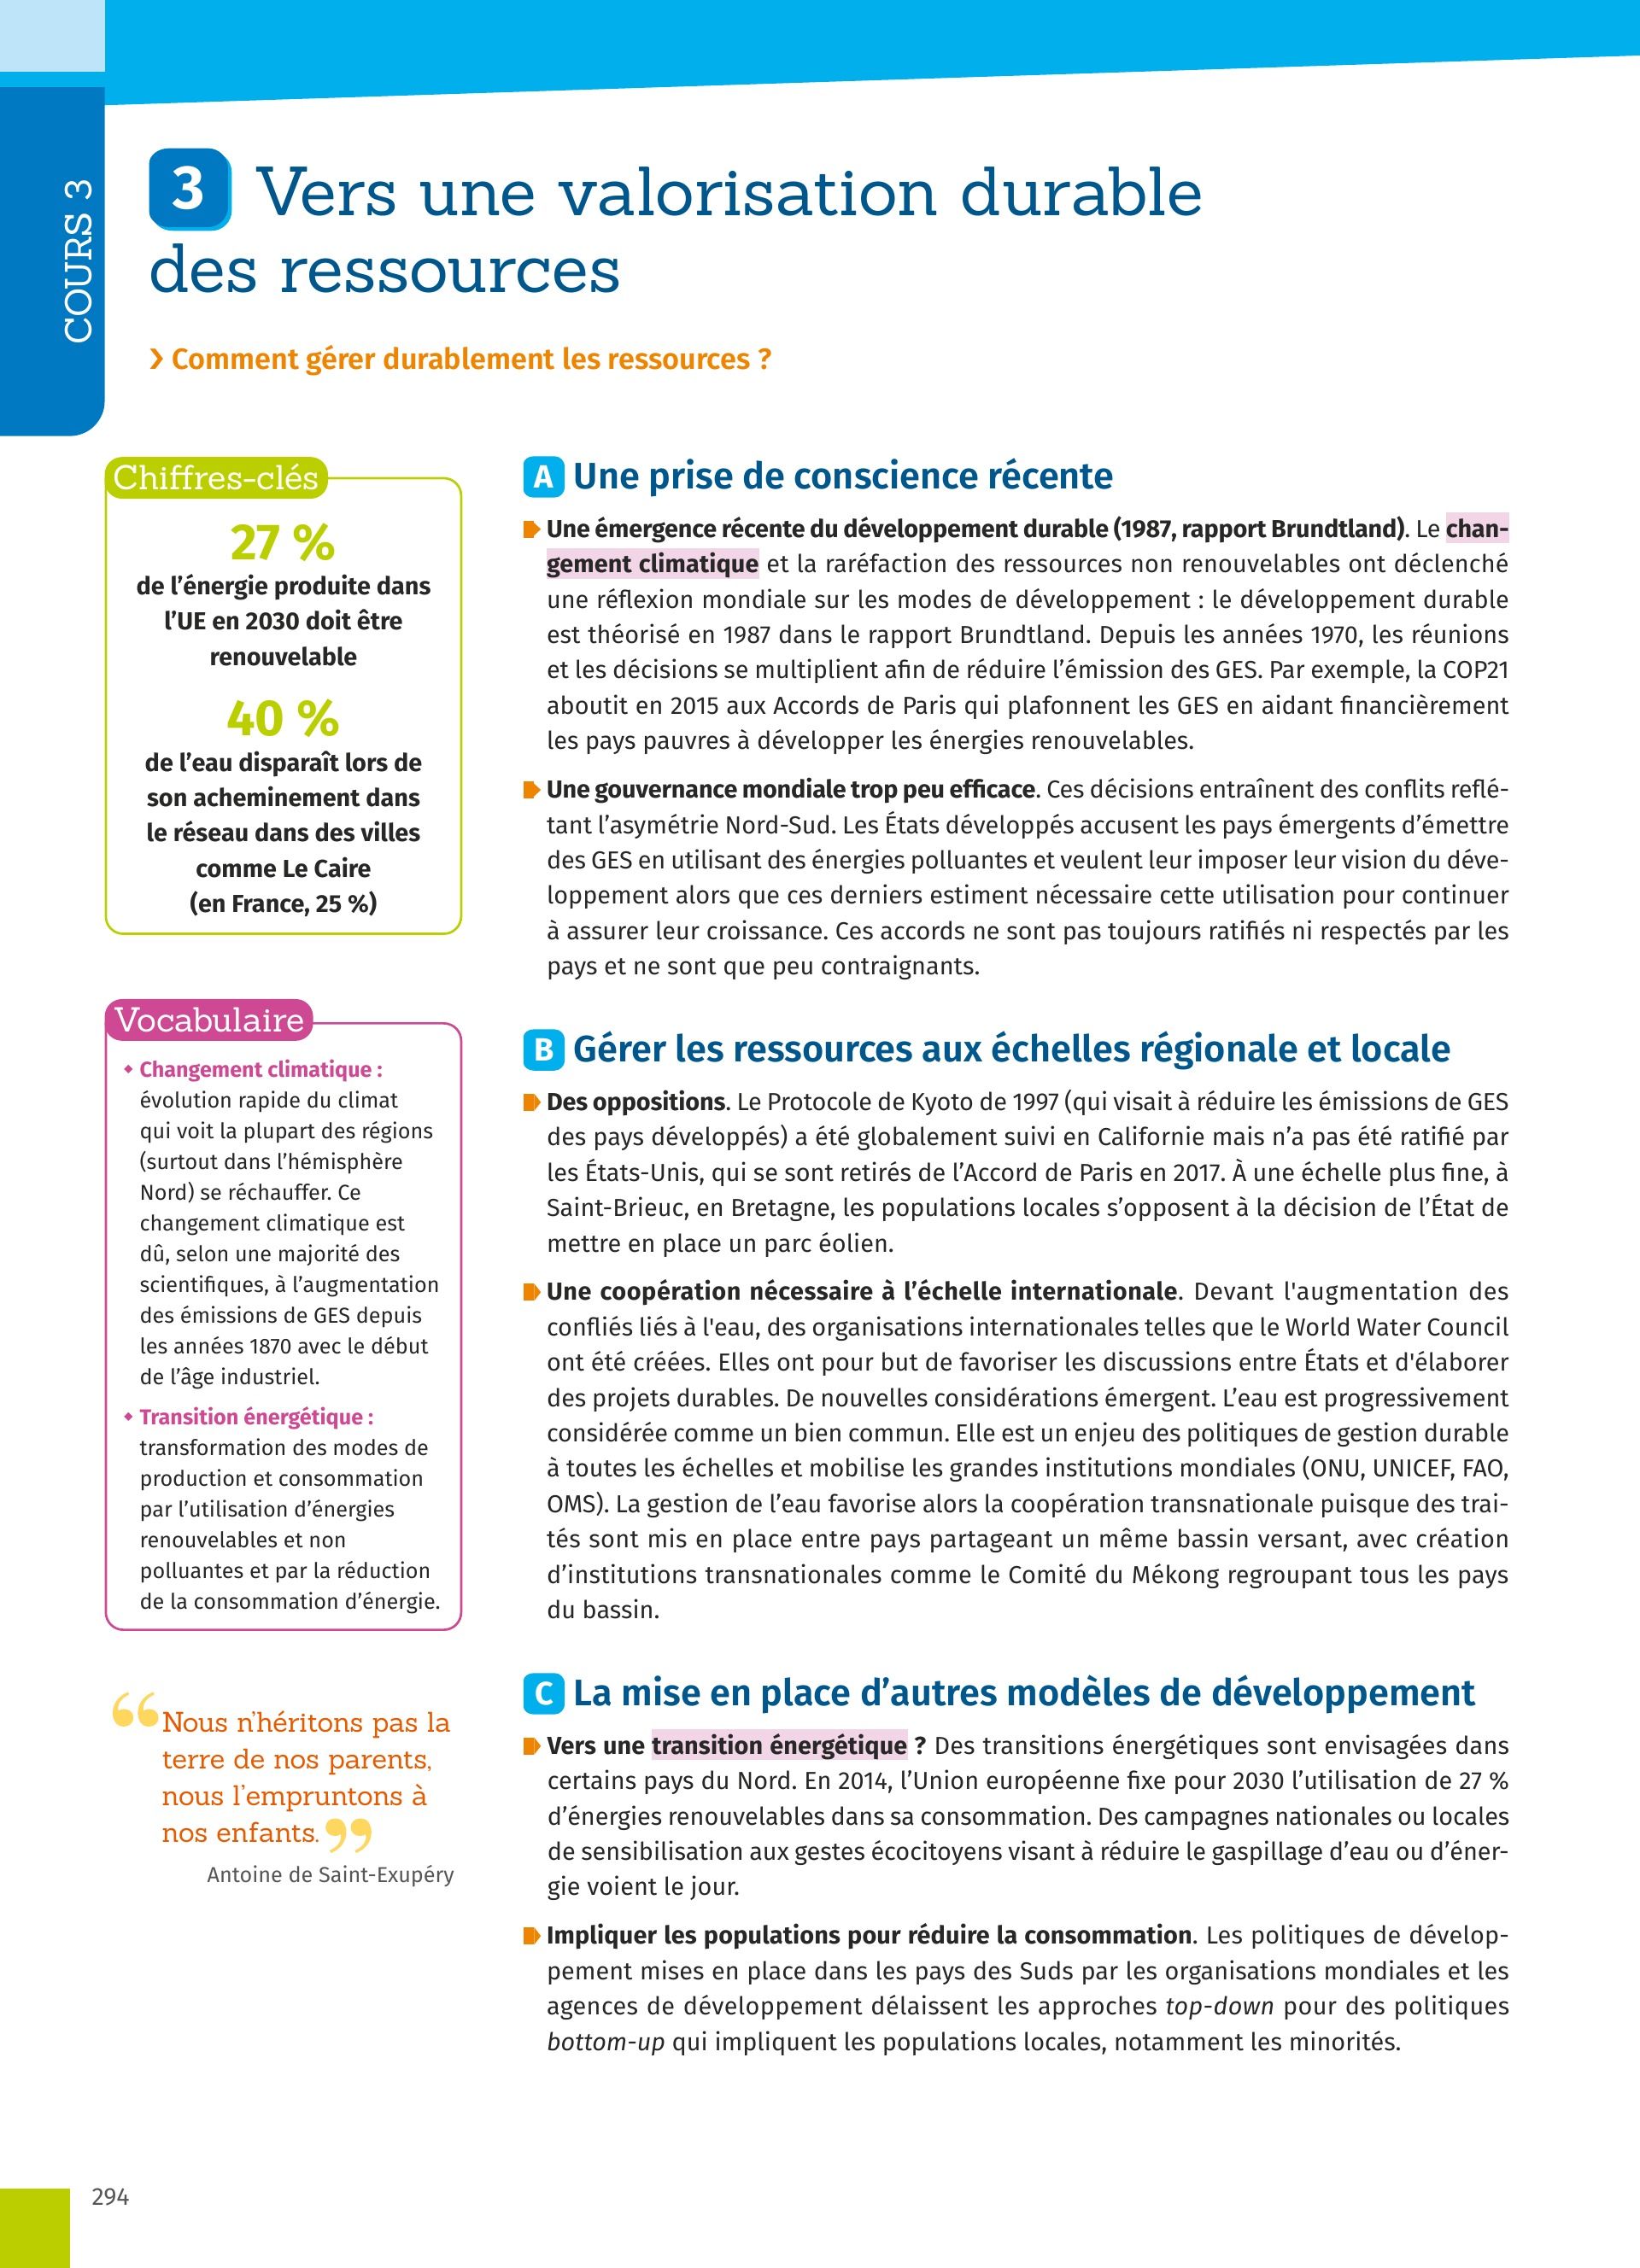 COURS 3
3 Vers une valorisation durable
des ressources
› Comment gérer durablement les ressources ?
Chiffres-clés
27 %
de l’énergie produite dans
l’UE en 2030 doit être
renouvelable
40 %
de l’eau disparaît lors de
son acheminement dans
le réseau dans des villes
comme Le Caire
(en France, 25 %)
Vocabulaire
Changement climatique :
évolution rapide du climat
qui voit la plupart des régions
(surtout dans l’hémisphère
Nord) se réchauffer. Ce
changement climatique est
dû, selon une majorité des
scientifiques, à l’augmentation
des émissions de GES depuis
les années 1870 avec le début
de l’âge industriel.
Transition énergétique :
transformation des modes de
production et consommation
par l’utilisation d’énergies
renouvelables et non
polluantes et par la réduction
de la consommation d’énergie.
“ Nous n’héritons pas la
terre de nos parents,
nous l’empruntons à
nos enfants. ”
Antoine de Saint-Exupéry
A Une prise de conscience récente
Une émergence récente du développement durable (1987, rapport Brundtland). Le chan-
gement climatique et la raréfaction des ressources non renouvelables ont déclenché
une réflexion mondiale sur les modes de développement : le développement durable
est théorisé en 1987 dans le rapport Brundtland. Depuis les années 1970, les réunions
et les décisions se multiplient afin de réduire l’émission des GES. Par exemple, la COP21
aboutit en 2015 aux Accords de Paris qui plafonnent les GES en aidant financièrement
les pays pauvres à développer les énergies renouvelables.
Une gouvernance mondiale trop peu efficace. Ces décisions entraînent des conflits reflé-
tant l’asymétrie Nord-Sud. Les États développés accusent les pays émergents d’émettre
des GES en utilisant des énergies polluantes et veulent leur imposer leur vision du déve-
loppement alors que ces derniers estiment nécessaire cette utilisation pour continuer
à assurer leur croissance. Ces accords ne sont pas toujours ratifiés ni respectés par les
pays et ne sont que peu contraignants.
B Gérer les ressources aux échelles régionale et locale
Des oppositions. Le Protocole de Kyoto de 1997 (qui visait à réduire les émissions de GES
des pays développés) a été globalement suivi en Californie mais n’a pas été ratifié par
les États-Unis, qui se sont retirés de l’Accord de Paris en 2017. À une échelle plus fine, à
Saint-Brieuc, en Bretagne, les populations locales s’opposent à la décision de l’État de
mettre en place un parc éolien.
Une coopération nécessaire à l’échelle internationale. Devant l'augmentation des
confliés liés à l'eau, des organisations internationales telles que le World Water Council
ont été créées. Elles ont pour but de favoriser les discussions entre États et d'élaborer
des projets durables. De nouvelles considérations émergent. L’eau est progressivement
considérée comme un bien commun. Elle est un enjeu des politiques de gestion durable
à toutes les échelles et mobilise les grandes institutions mondiales (ONU, UNICEF, FAO,
OMS). La gestion de l’eau favorise alors la coopération transnationale puisque des trai-
tés sont mis en place entre pays partageant un même bassin versant, avec création
d’institutions transnationales comme le Comité du Mékong regroupant tous les pays
du bassin.
C La mise en place d’autres modèles de développement
Vers une transition énergétique ? Des transitions énergétiques sont envisagées dans
certains pays du Nord. En 2014, l’Union européenne fixe pour 2030 l’utilisation de 27 %
d’énergies renouvelables dans sa consommation. Des campagnes nationales ou locales
de sensibilisation aux gestes écocitoyens visant à réduire le gaspillage d’eau ou d’éner-
gie voient le jour.
Impliquer les populations pour réduire la consommation. Les politiques de dévelop-
pement mises en place dans les pays des Suds par les organisations mondiales et les
agences de développement délaissent les approches top-down pour des politiques
bottom-up qui impliquent les populations locales, notamment les minorités.
294